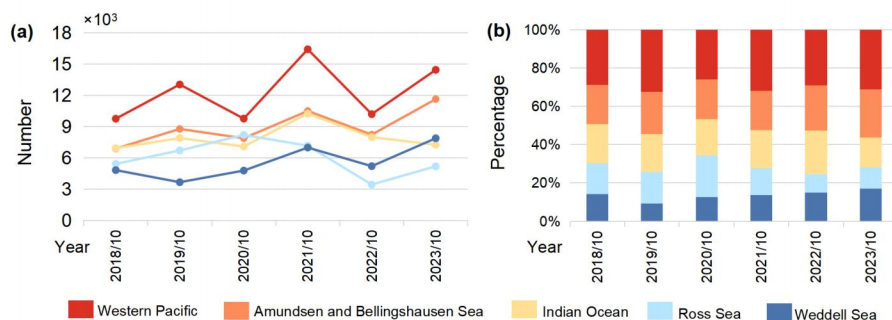 (a)
×10³
18
15
12
9
6
3
0
Number
Year
2018/10
2019/10
2020/10
2021/10
2022/10
2023/10
(b)
100%
80%
60%
40%
20%
0%
Percentage
Year
2018/10
2019/10
2020/10
2021/10
2022/10
2023/10
Western Pacific
Amundsen and Bellingshausen Sea
Indian Ocean
Ross Sea
Weddell Sea